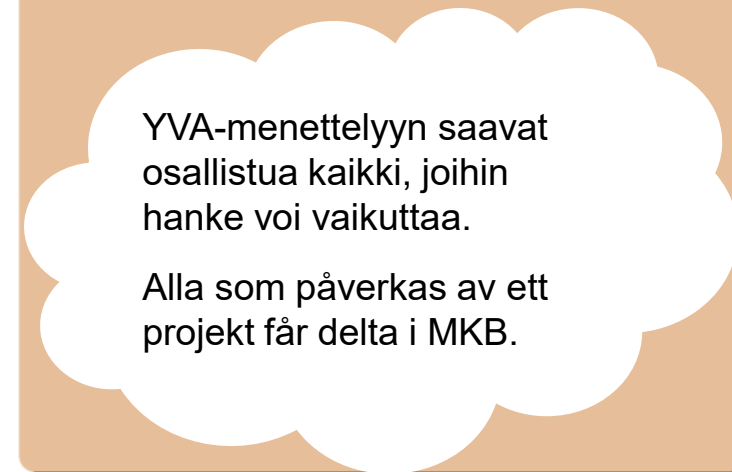 YVA-menettelyyn saavat
osallistua kaikki, joihin
hanke voi vaikuttaa.
Alla som påverkas av ett
projekt får delta i MKB.